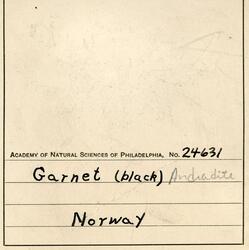 ACADEMY OF NATURAL SCIENCES OF PHILADELPHIA, NO. 24631
Garnet (black) Andradite
Norway